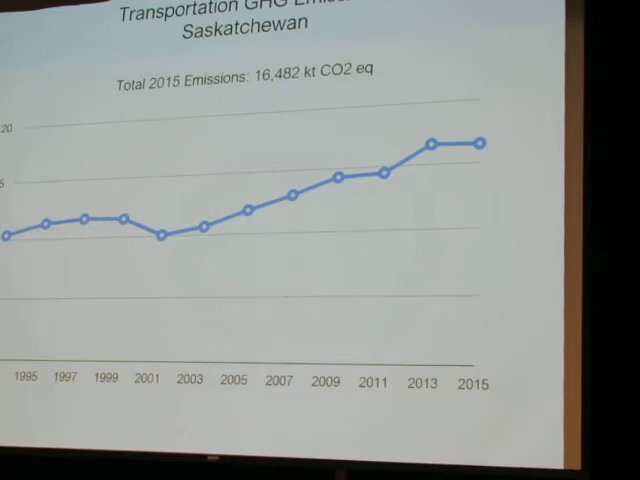 Transportation GHG
Saskatchewan
Total 2015 Emissions: 16,482 kt CO2 eq
20
5
1995 1997 1999 2001 2003 2005 2007 2009 2011 2013 2015